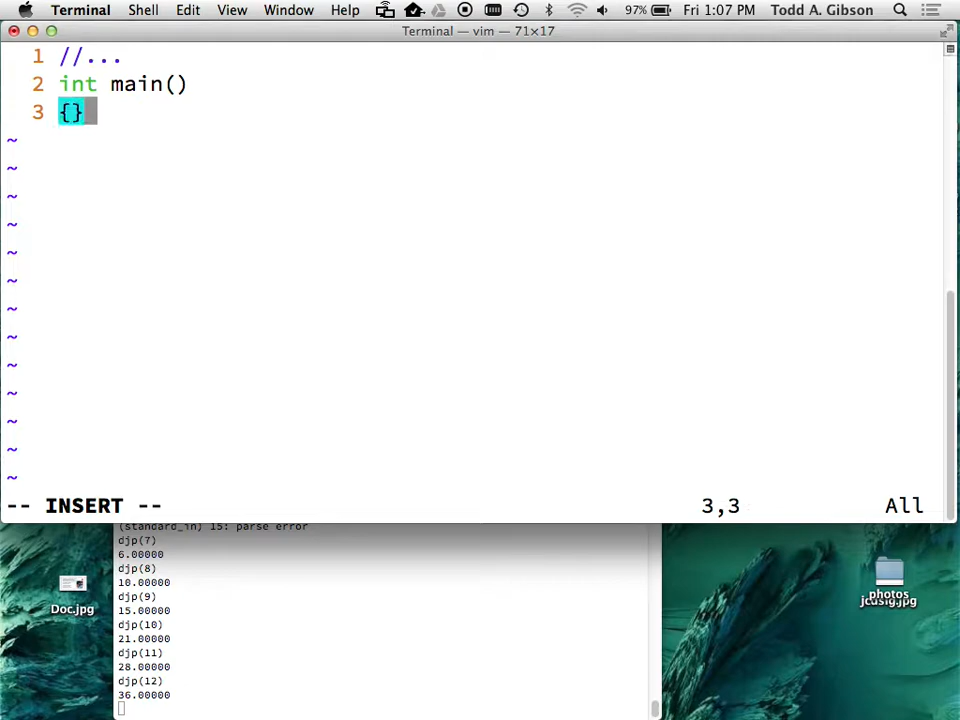 Terminal Shell Edit View Window Help 97% Fri 1:07 PM Todd A. Gibson
Terminal — vim — 71×17
1 //...
2 int main()
3 {}
~
~
~
~
~
~
~
~
~
~
~
~
~
-- INSERT -- 3,3 All
(standard_in) 15: parse error
djp(7)
6.00000
djp(8)
10.00000
djp(9)
15.00000
djp(10)
21.00000
djp(11)
28.00000
djp(12)
36.00000
Doc.jpg
photos